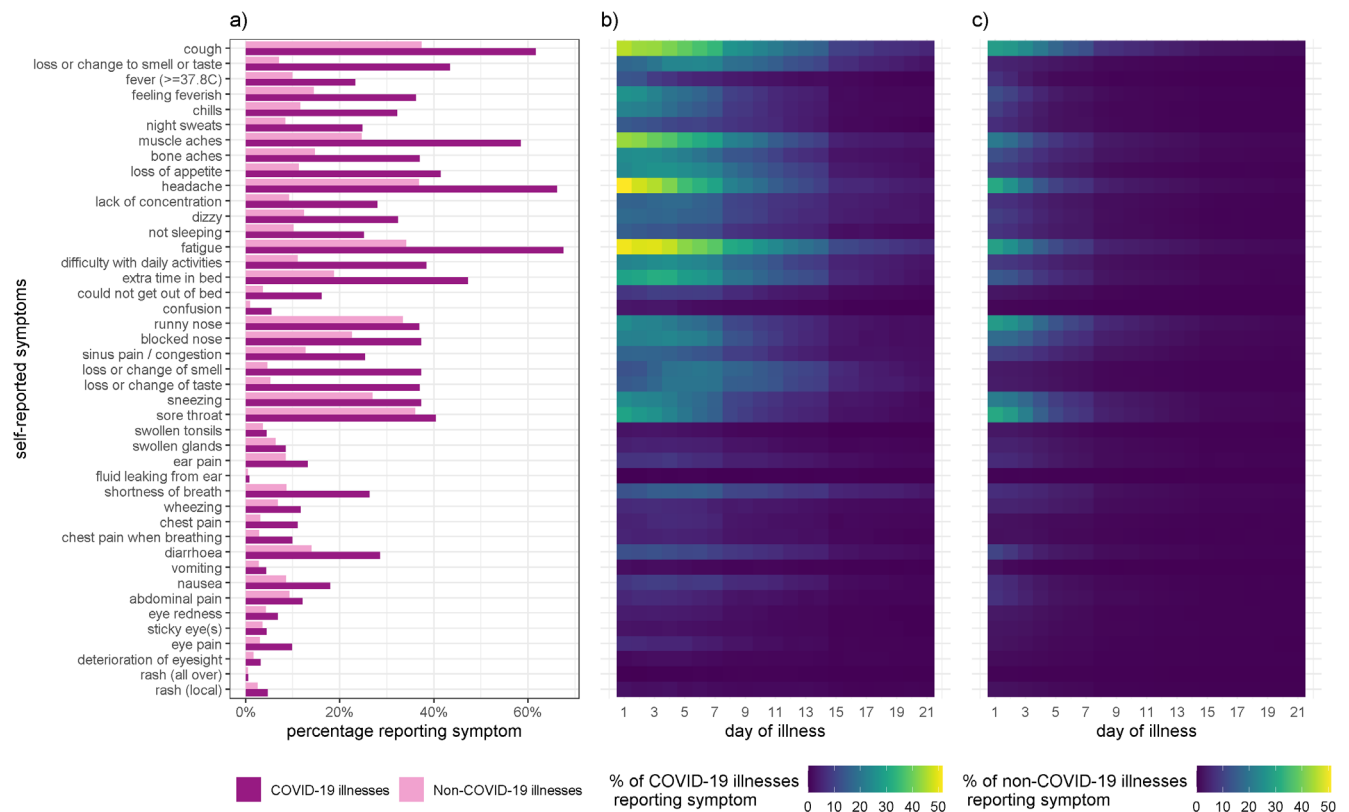 a)
b)
c)
self-reported symptoms
cough
loss or change to smell or taste
fever (>=37.8C)
feeling feverish
chills
night sweats
muscle aches
bone aches
loss of appetite
headache
lack of concentration
dizzy
not sleeping
fatigue
difficulty with daily activities
extra time in bed
could not get out of bed
confusion
runny nose
blocked nose
sinus pain / congestion
loss or change of smell
loss or change of taste
sneezing
sore throat
swollen tonsils
swollen glands
ear pain
fluid leaking from ear
shortness of breath
wheezing
chest pain
chest pain when breathing
diarrhoea
vomiting
nausea
abdominal pain
eye redness
sticky eye(s)
eye pain
deterioration of eyesight
rash (all over)
rash (local)
0% 20% 40% 60%
percentage reporting symptom
1 3 5 7 9 11 13 15 17 19 21
day of illness
1 3 5 7 9 11 13 15 17 19 21
day of illness
COVID-19 illnesses
Non-COVID-19 illnesses
% of COVID-19 illnesses
reporting symptom
0 10 20 30 40 50
% of non-COVID-19 illnesses
reporting symptom
0 10 20 30 40 50